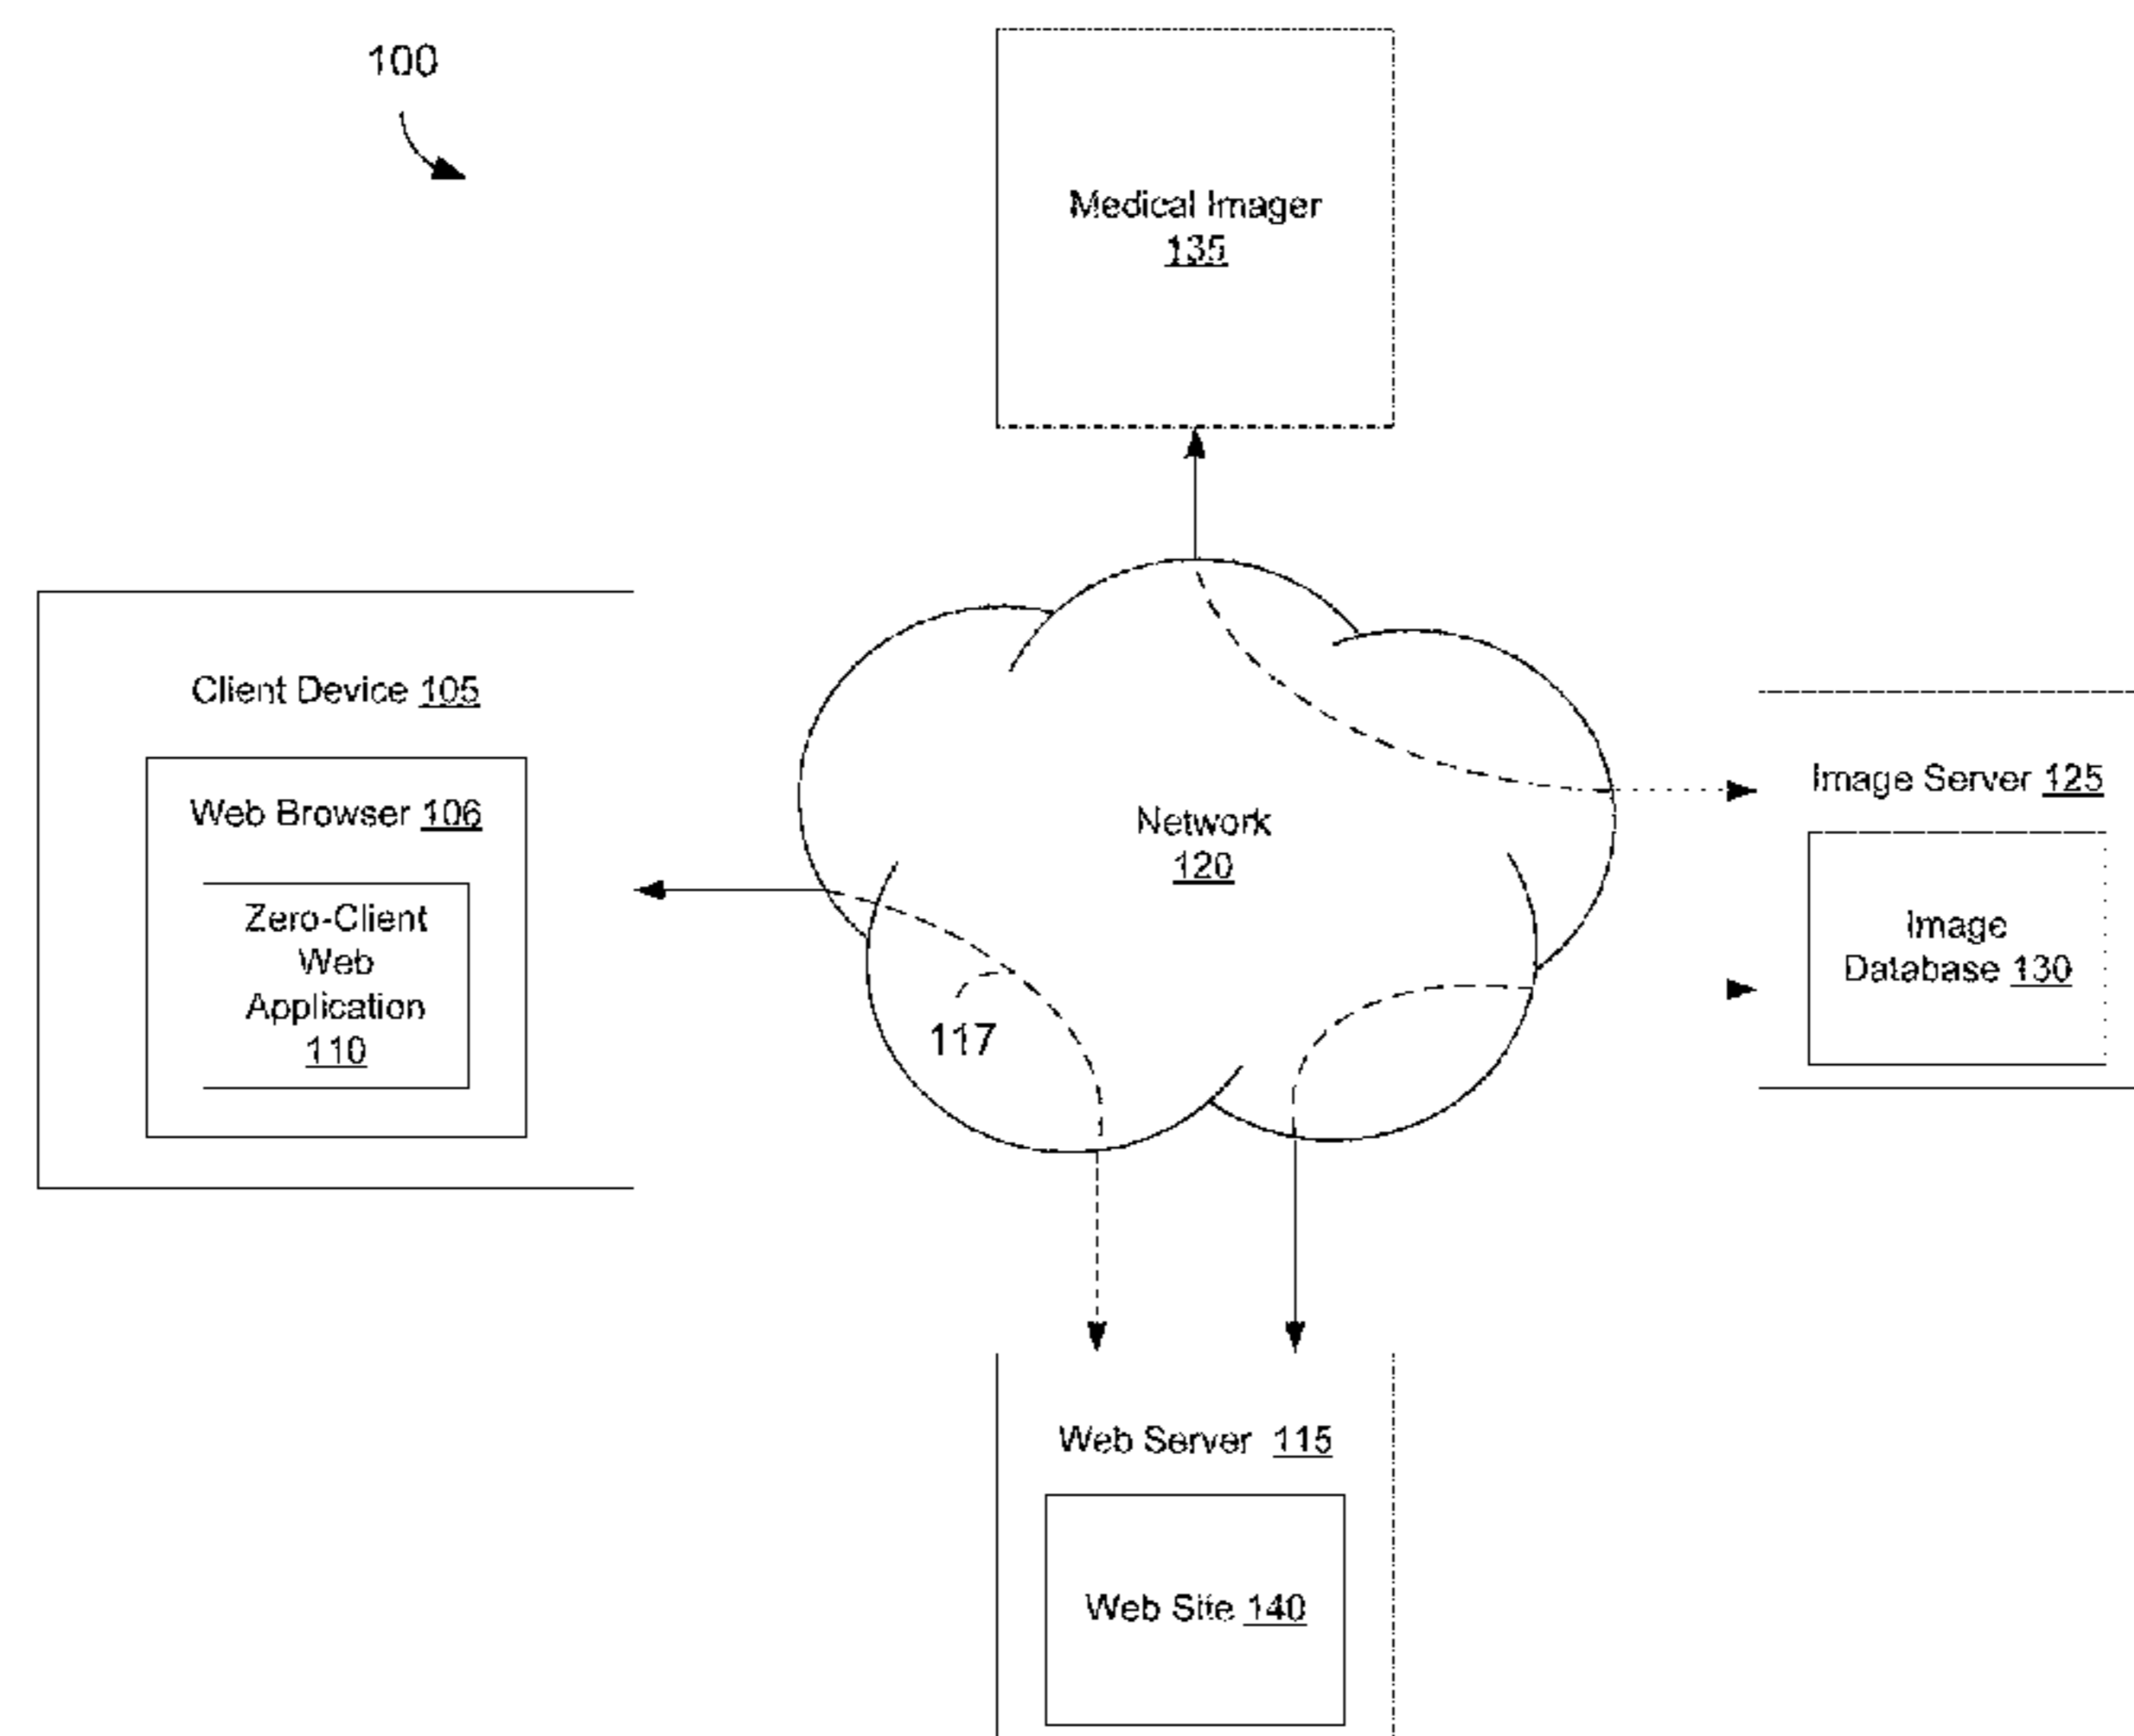 100
Medical Imager
135
Client Device 105
Web Browser 106
Zero-Client
Web
Application
110
Network
120
117
Image Server 125
Image
Database 130
Web Server 115
Web Site 140